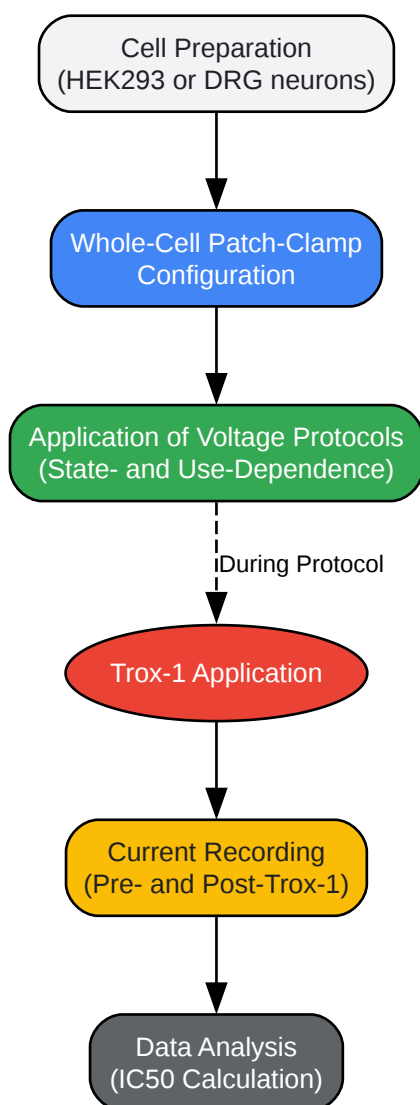 Cell Preparation
(HEK293 or DRG neurons)
Whole-Cell Patch-Clamp
Configuration
Application of Voltage Protocols
(State- and Use-Dependence)
During Protocol
Trox-1 Application
Current Recording
(Pre- and Post-Trox-1)
Data Analysis
(IC50 Calculation)